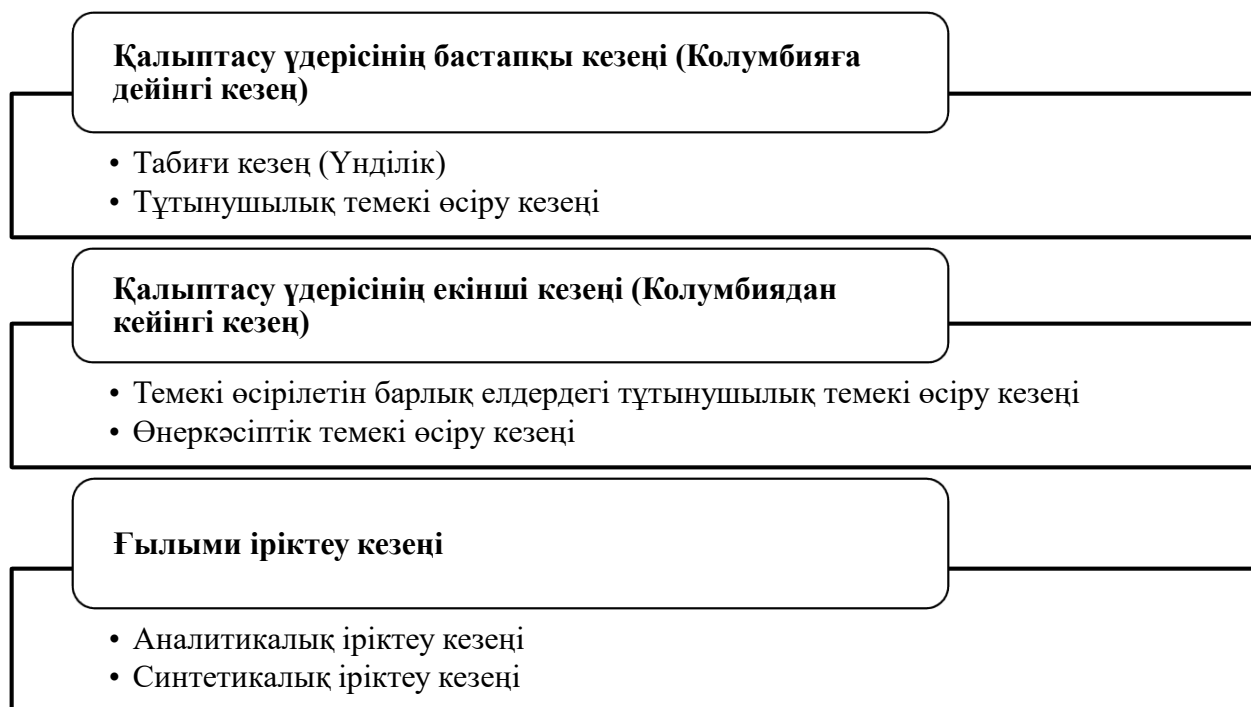 Қалыптасу үдерісінің бастапқы кезеңі (Колумбияға
дейінгі кезең)
• Табиғи кезең (Үнділік)
• Тұтынушылық темекі өсіру кезеңі
Қалыптасу үдерісінің екінші кезеңі (Колумбиядан
кейінгі кезең)
• Темекі өсірілетін барлық елдердегі тұтынушылық темекі өсіру кезеңі
• Өнеркәсіптік темекі өсіру кезеңі
Ғылыми іріктеу кезеңі
• Аналитикалық іріктеу кезеңі
• Синтетикалық іріктеу кезеңі